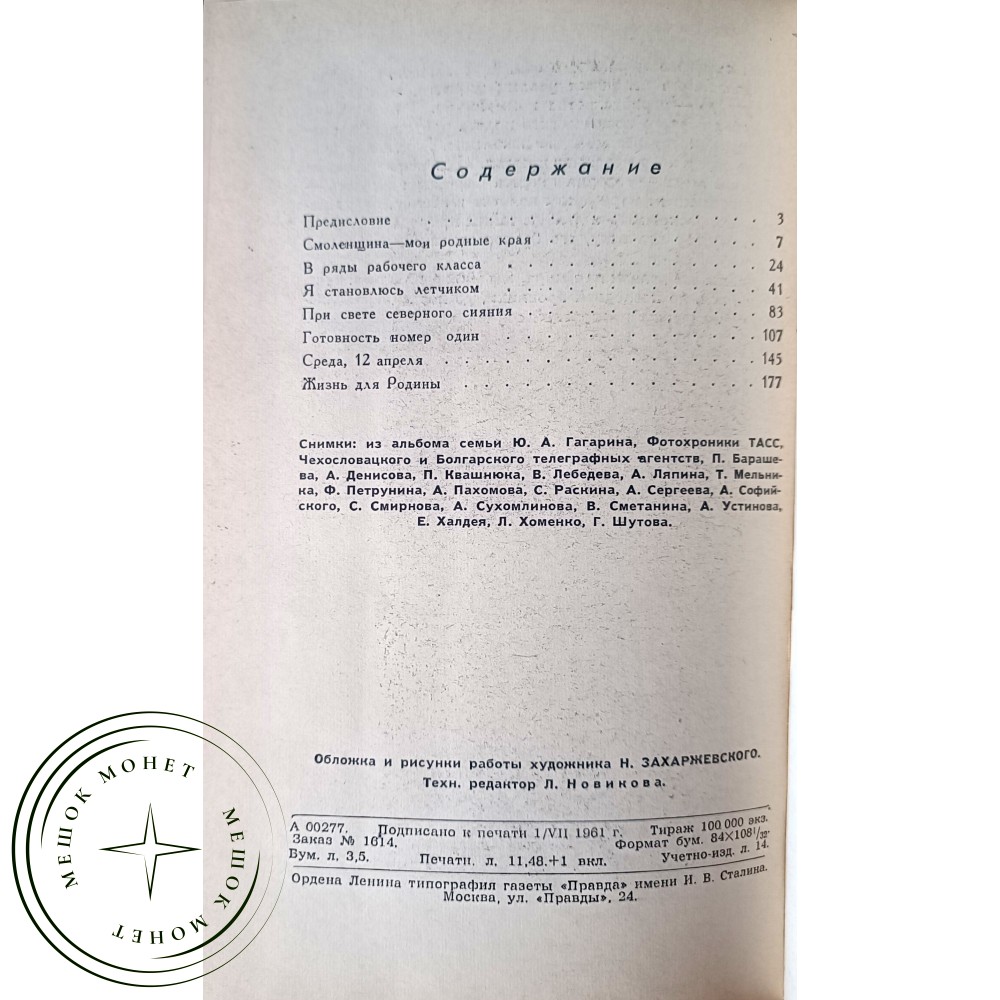 Содержание
Предисловие . . . . . . . . . . . . . . . 3
Смоленщина—мои родные края . . . . . . . . . . 7
В ряды рабочего класса . . . . . . . . . . . . 24
Я становлюсь летчиком . . . . . . . . . . . . 41
При свете северного сияния . . . . . . . . . . . 83
Готовность номер один . . . . . . . . . . . . 107
Среда, 12 апреля . . . . . . . . . . . . . . 145
Жизнь для Родины . . . . . . . . . . . . . 177
Снимки: из альбома семьи Ю. А. Гагарина, Фотохроники ТАСС,
Чехословацкого и Болгарского телеграфных агентств, П. Бараше-
ва, А. Денисова, П. Квашнюка, В. Лебедева, А. Ляпина, Т. Мельни-
ка, Ф. Петрунина, А. Пахомова, С. Раскина, А. Сергеева, А. Софий-
ского, С. Смирнова, А. Сухомлинова, В. Сметанина, А. Устинова,
Е. Халдея, Л. Хоменко, Г. Шутова.
Обложка и рисунки работы художника Н. ЗАХАРЖЕВСКОГО.
Техн. редактор Л. Новикова.
А 00277. Подписано к печати 1/VII 1961 г. Тираж 100 000 экз.
Заказ № 1614. Формат бум. 84×108¹/₃₂.
Бум. л. 3,5. Печатн. л. 11,48.+1 вкл. Учетно-изд. л. 14.
Ордена Ленина типография газеты «Правда» имени И. В. Сталина.
Москва, ул. «Правды», 24.
МЕШОК МОНЕТ
МЕШОК МОНЕТ